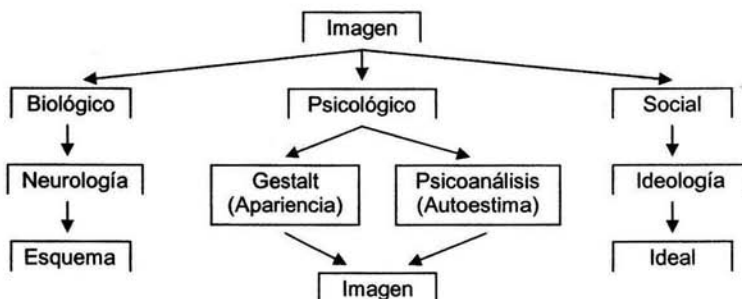 Imagen
Biológico
Psicológico
Social
Neurología
Gestalt
(Apariencia)
Psicoanálisis
(Autoestima)
Ideología
Esquema
Ideal
Imagen